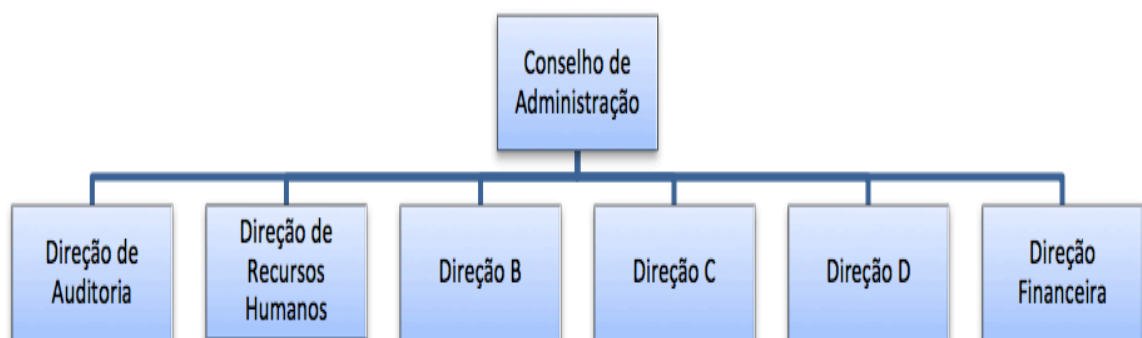 Conselho de
Administração
Direção de
Auditoria
Direção de
Recursos
Humanos
Direção B
Direção C
Direção D
Direção
Financeira